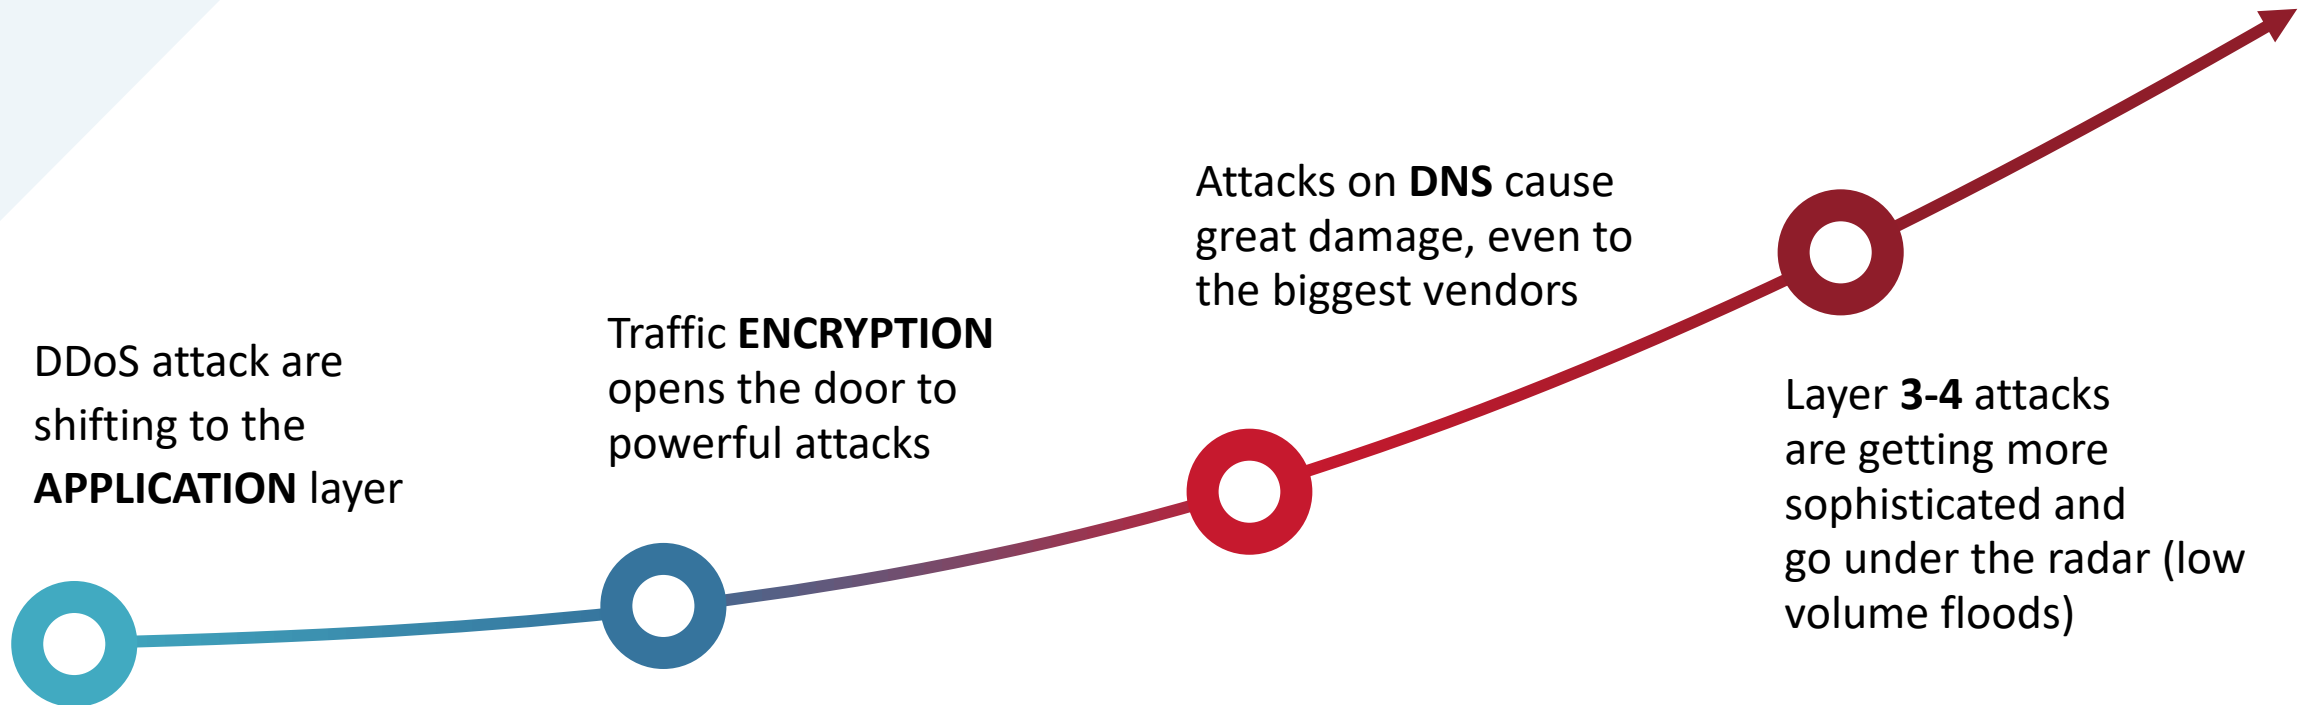 DDoS attack are
shifting to the
APPLICATION layer
Traffic ENCRYPTION
opens the door to
powerful attacks
Attacks on DNS cause
great damage, even to
the biggest vendors
Layer 3-4 attacks
are getting more
sophisticated and
go under the radar (low
volume floods)